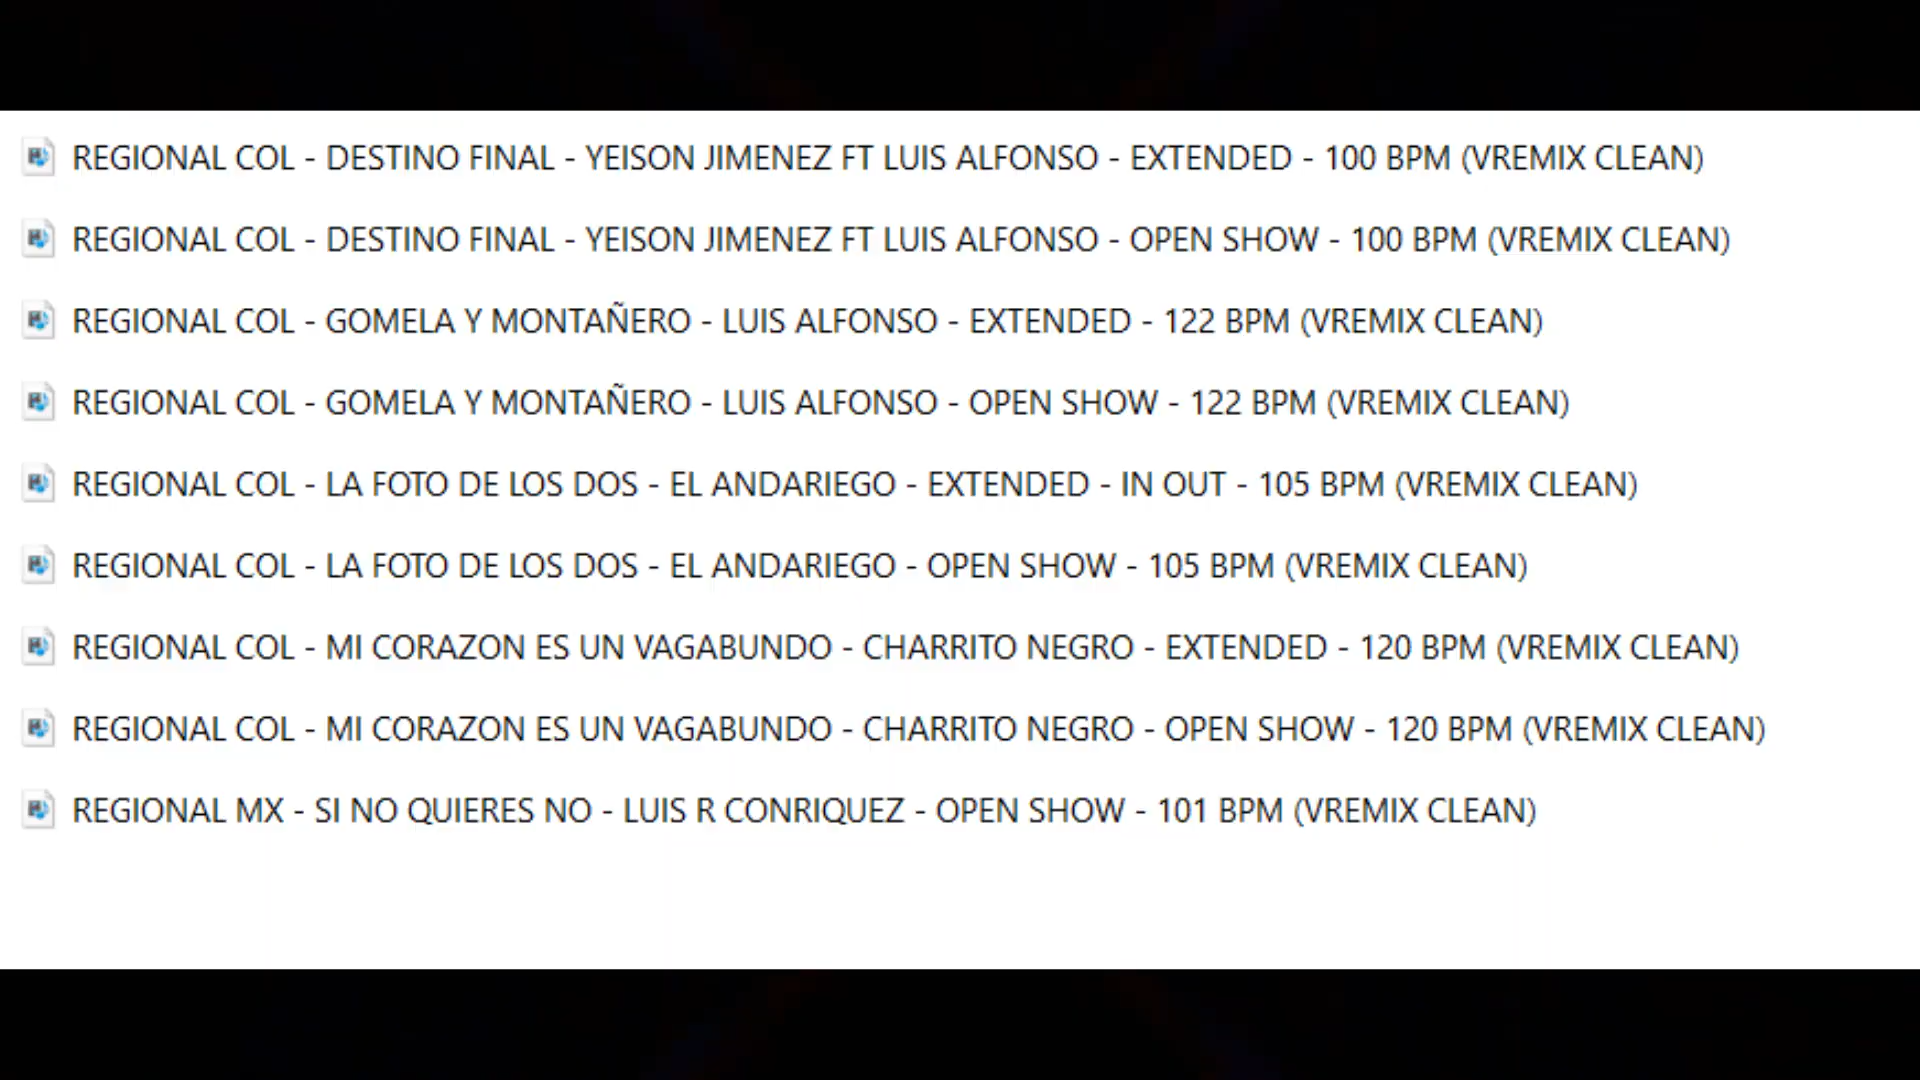 REGIONAL COL - DESTINO FINAL - YEISON JIMENEZ FT LUIS ALFONSO - EXTENDED - 100 BPM (VREMIX CLEAN)
REGIONAL COL - DESTINO FINAL - YEISON JIMENEZ FT LUIS ALFONSO - OPEN SHOW - 100 BPM (VREMIX CLEAN)
REGIONAL COL - GOMELA Y MONTAÑERO - LUIS ALFONSO - EXTENDED - 122 BPM (VREMIX CLEAN)
REGIONAL COL - GOMELA Y MONTAÑERO - LUIS ALFONSO - OPEN SHOW - 122 BPM (VREMIX CLEAN)
REGIONAL COL - LA FOTO DE LOS DOS - EL ANDARIEGO - EXTENDED - IN OUT - 105 BPM (VREMIX CLEAN)
REGIONAL COL - LA FOTO DE LOS DOS - EL ANDARIEGO - OPEN SHOW - 105 BPM (VREMIX CLEAN)
REGIONAL COL - MI CORAZON ES UN VAGABUNDO - CHARRITO NEGRO - EXTENDED - 120 BPM (VREMIX CLEAN)
REGIONAL COL - MI CORAZON ES UN VAGABUNDO - CHARRITO NEGRO - OPEN SHOW - 120 BPM (VREMIX CLEAN)
REGIONAL MX - SI NO QUIERES NO - LUIS R CONRIQUEZ - OPEN SHOW - 101 BPM (VREMIX CLEAN)